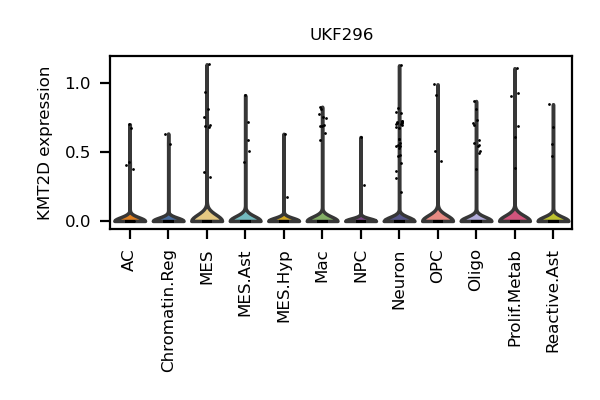 UKF296
KMT2D expression
1.0
0.5
0.0
AC
Chromatin.Reg
MES
MES.Ast
MES.Hyp
Mac
NPC
Neuron
OPC
Oligo
Prolif.Metab
Reactive.Ast